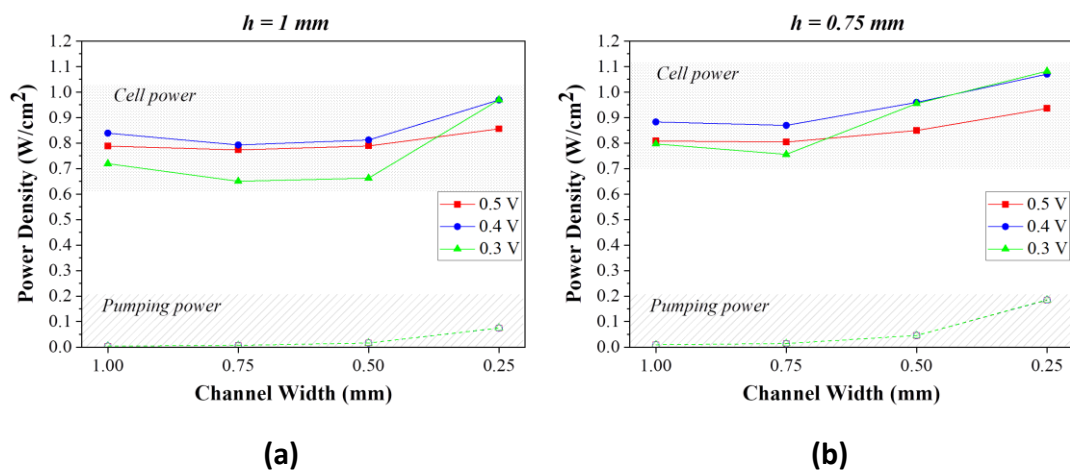 h = 1 mm
Power Density (W/cm²)
1.2
1.1
1.0
0.9
0.8
0.7
0.6
0.5
0.4
0.3
0.2
0.1
0.0
Cell power
0.5 V
0.4 V
0.3 V
Pumping power
1.00 0.75 0.50 0.25
Channel Width (mm)
(a)
h = 0.75 mm
Power Density (W/cm²)
1.2
1.1
1.0
0.9
0.8
0.7
0.6
0.5
0.4
0.3
0.2
0.1
0.0
Cell power
0.5 V
0.4 V
0.3 V
Pumping power
1.00 0.75 0.50 0.25
Channel Width (mm)
(b)